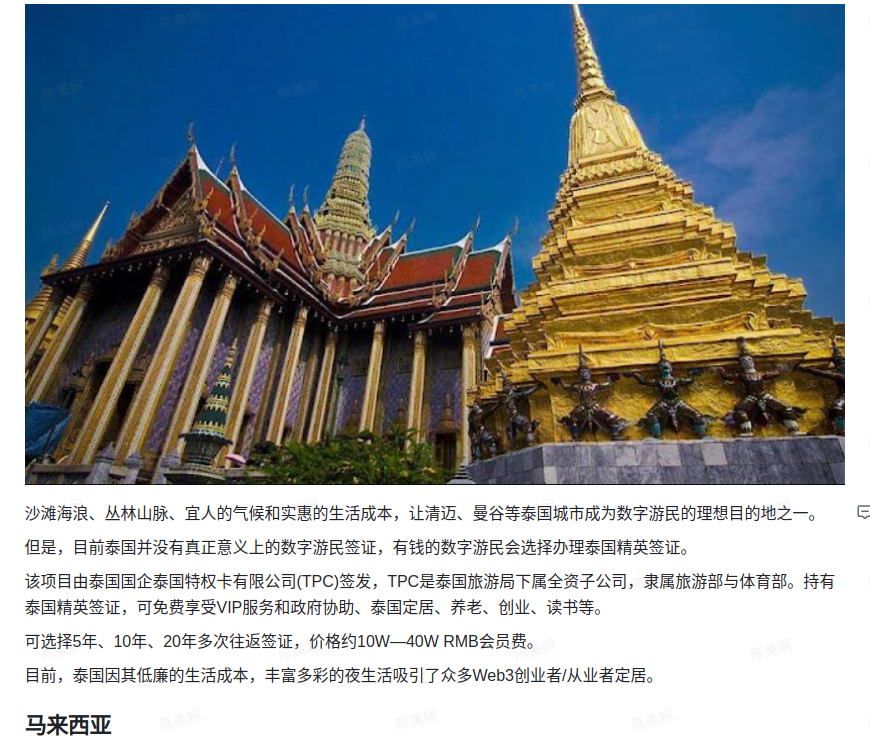 沙滩海浪、丛林山脉、宜人的气候和实惠的生活成本，让清迈、曼谷等泰国城市成为数字游民的理想目的地之一。
但是，目前泰国并没有真正意义上的数字游民签证，有钱的数字游民会选择办理泰国精英签证。
该项目由泰国国企泰国特权卡有限公司(TPC)签发，TPC是泰国旅游局下属全资子公司，隶属旅游部与体育部。持有
泰国精英签证，可免费享受VIP服务和政府协助、泰国定居、养老、创业、读书等。
可选择5年、10年、20年多次往返签证，价格约10W—40W RMB会员费。
目前，泰国因其低廉的生活成本，丰富多彩的夜生活吸引了众多Web3创业者/从业者定居。
马来西亚